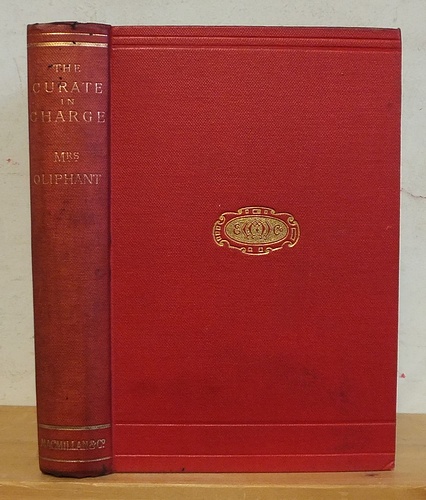 THE
CURATE
IN
CHARGE
MRS
OLIPHANT
MACMILLAN & CO